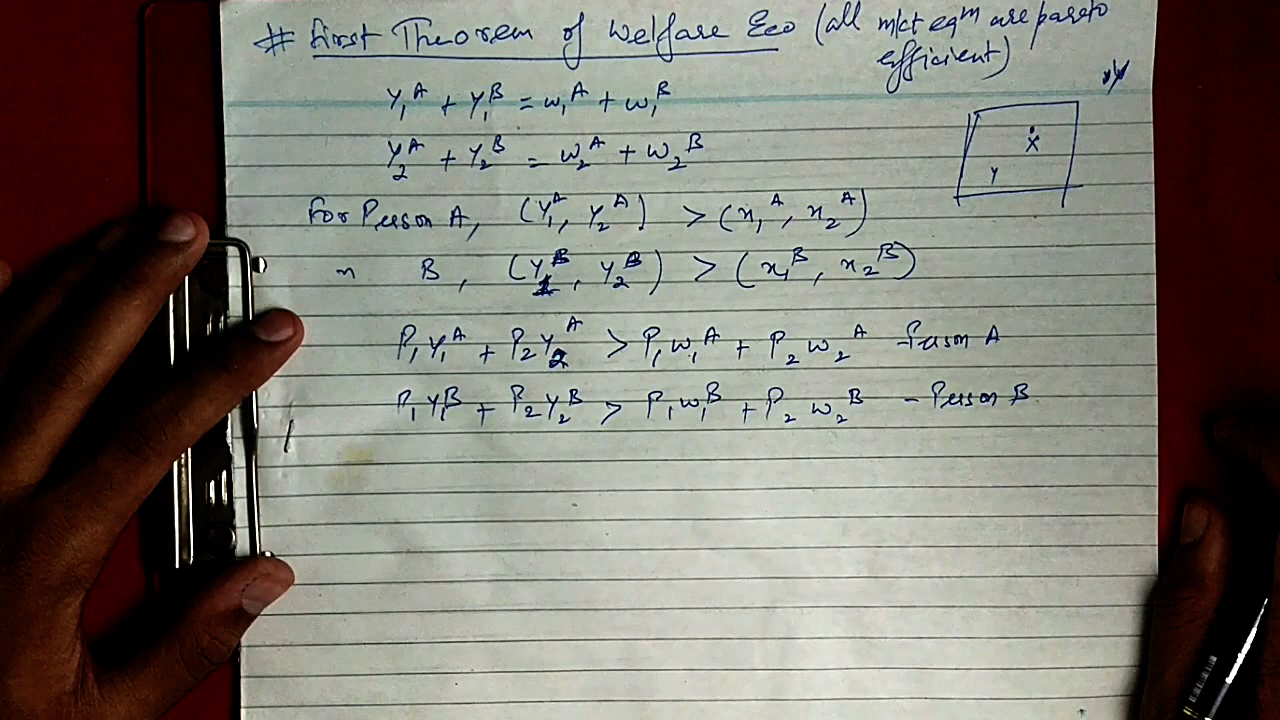 # First Theorem of Welfare Eco (all mkt eqᵐ are pareto
efficient)
Y₁ᴬ + Y₁ᴮ = w₁ᴬ + w₁ᴮ
Y₂ᴬ + Y₂ᴮ = w₂ᴬ + w₂ᴮ
X
Y
For Person A, (Y₁ᴬ, Y₂ᴬ) > (x₁ᴬ, x₂ᴬ)
" B, (Y₁ᴮ, Y₂ᴮ) > (x₁ᴮ, x₂ᴮ)
P₁Y₁ᴬ + P₂Y₂ᴬ > P₁w₁ᴬ + P₂w₂ᴬ - Person A
P₁Y₁ᴮ + P₂Y₂ᴮ > P₁w₁ᴮ + P₂w₂ᴮ - Person B